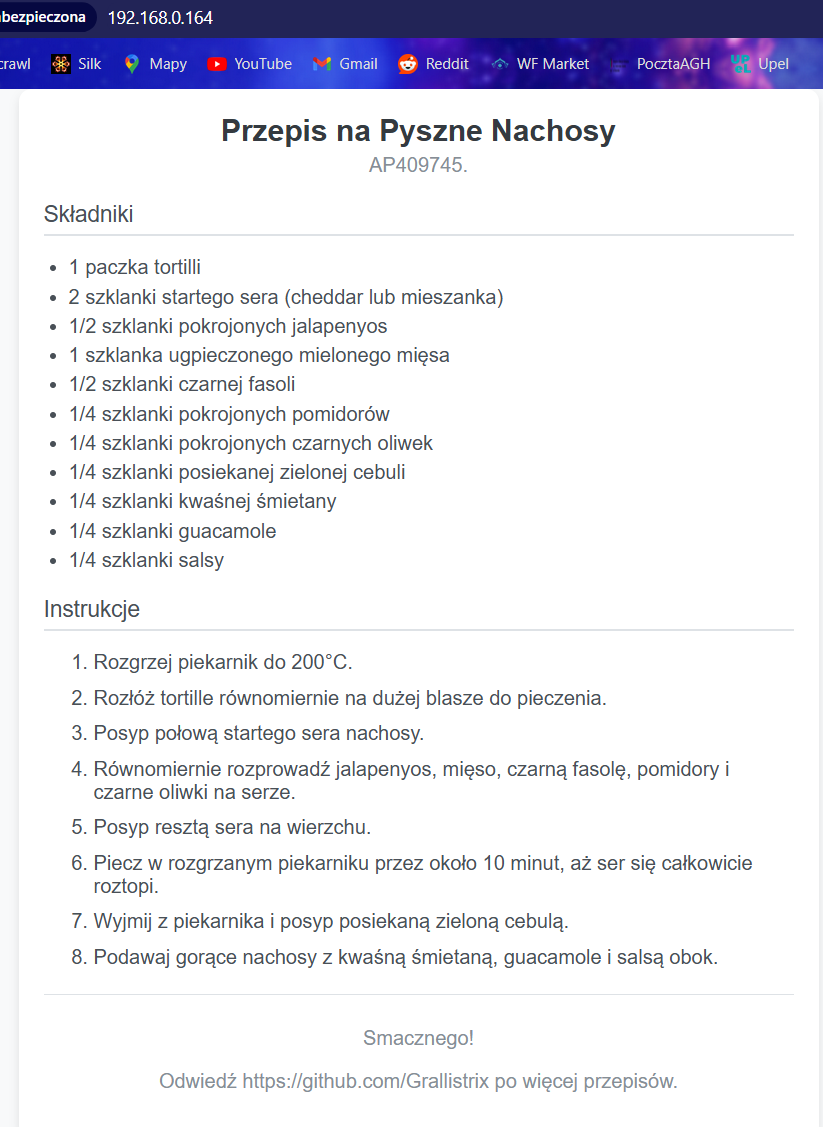 bezpieczona 192.168.0.164
crawl Silk Mapy YouTube Gmail Reddit WF Market PocztaAGH Upel
Przepis na Pyszne Nachosy
AP409745.
Składniki
• 1 paczka tortilli
• 2 szklanki startego sera (cheddar lub mieszanka)
• 1/2 szklanki pokrojonych jalapenyos
• 1 szklanka ugpieczonego mielonego mięsa
• 1/2 szklanki czarnej fasoli
• 1/4 szklanki pokrojonych pomidorów
• 1/4 szklanki pokrojonych czarnych oliwek
• 1/4 szklanki posiekanej zielonej cebuli
• 1/4 szklanki kwaśnej śmietany
• 1/4 szklanki guacamole
• 1/4 szklanki salsy
Instrukcje
1. Rozgrzej piekarnik do 200°C.
2. Rozłóż tortille równomiernie na dużej blasze do pieczenia.
3. Posyp połową startego sera nachosy.
4. Równomiernie rozprowadź jalapenyos, mięso, czarną fasolę, pomidory i
czarne oliwki na serze.
5. Posyp resztą sera na wierzchu.
6. Piecz w rozgrzanym piekarniku przez około 10 minut, aż ser się całkowicie
roztopi.
7. Wyjmij z piekarnika i posyp posiekaną zieloną cebulą.
8. Podawaj gorące nachosy z kwaśną śmietaną, guacamole i salsą obok.
Smacznego!
Odwiedź https://github.com/Grallistrix po więcej przepisów.